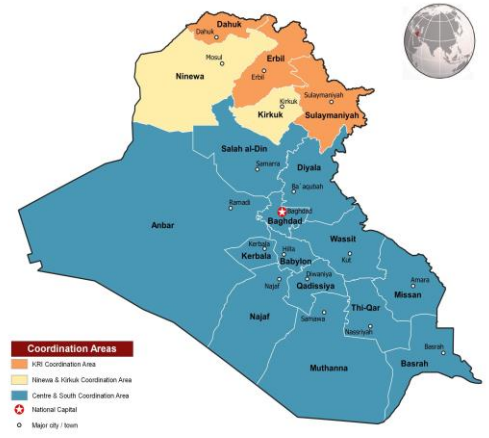 Dahuk
Dahuk
Mosul
Erbil
Erbil
Ninewa
Sulaymaniyah
Kirkuk
Kirkuk
Sulaymaniyah
Salah al-Din
Samarra
Diyala
Ba`aqubah
Ramadi
Baghdad
Baghdad
Anbar
Wassit
Kerbala
Kerbala
Hilla
Babylon
Kut
Diwaniya
Najaf
Qadissiya
Amara
Missan
Thi-Qar
Najaf
Samawa
Nassriyah
Basrah
Basrah
Muthanna
Coordination Areas
KRI Coordination Area
Ninewa & Kirkuk Coordination Area
Centre & South Coordination Area
National Capital
Major city / town